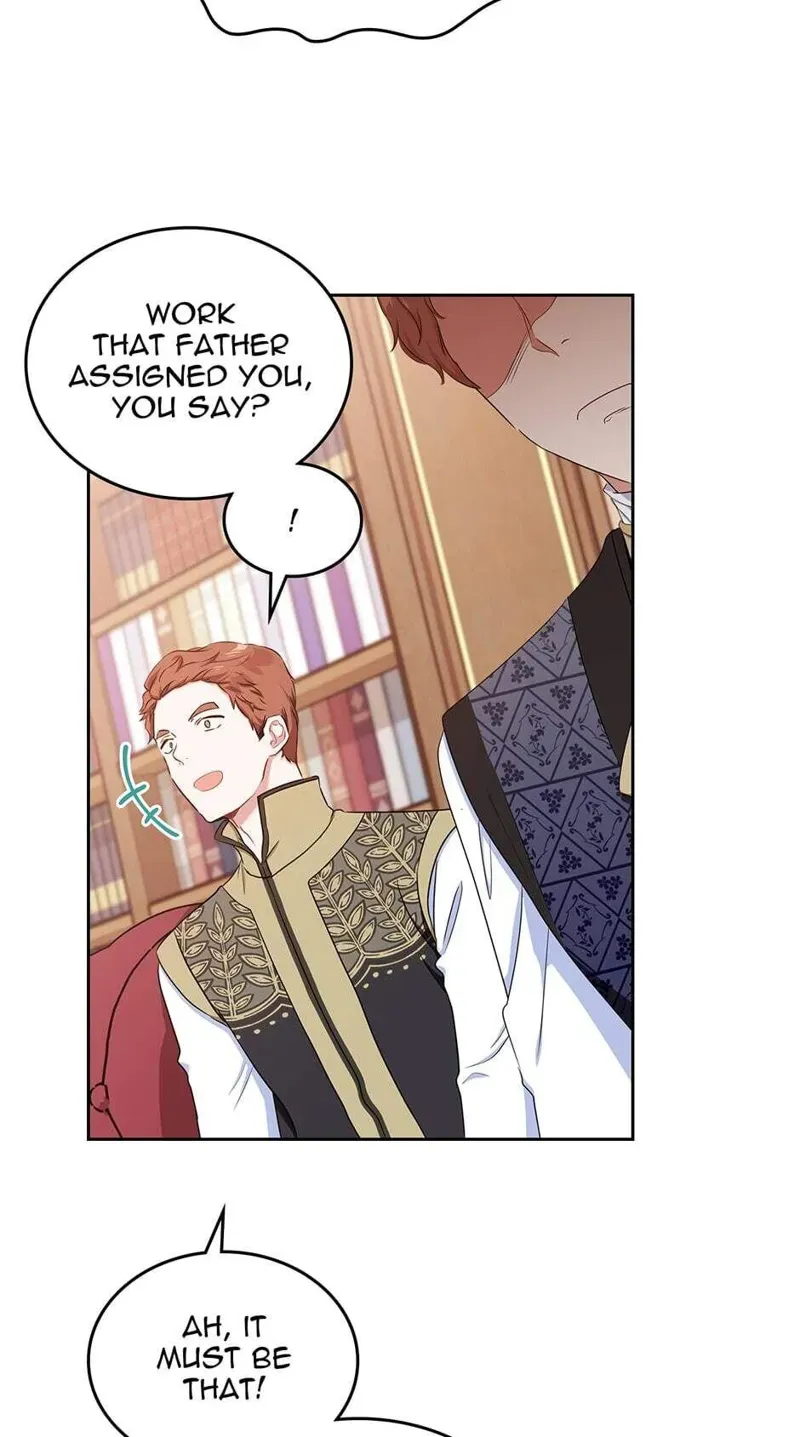 WORK
THAT FATHER
ASSIGNED YOU,
YOU SAY?
!
AH, IT
MUST BE
THAT!